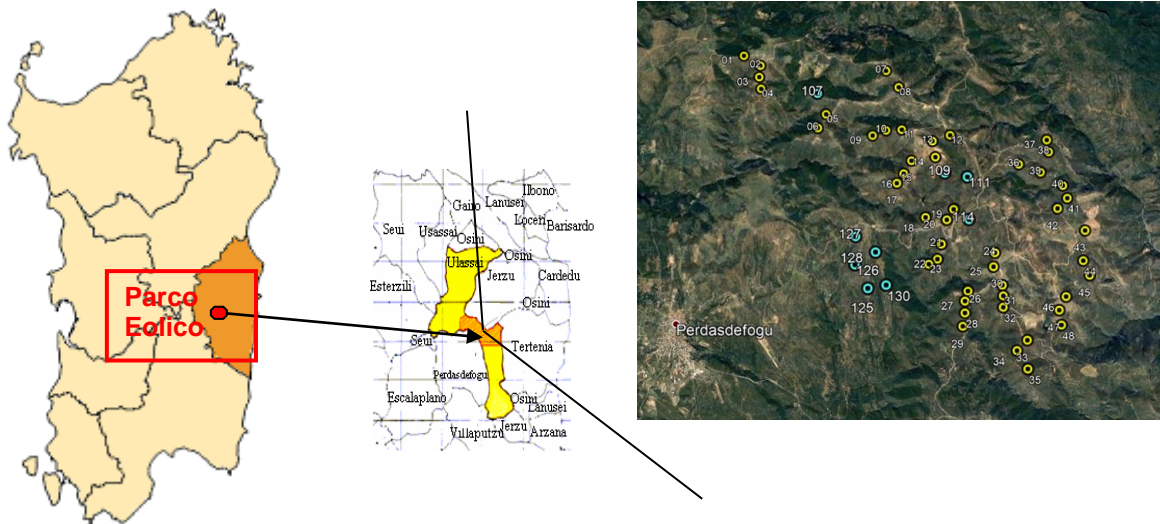 Parco
Eolico
Ilbono
Gairo
Lanusei
Loceri
Barisardo
Seui
Usassai
Osini
Osini
Ulassai
Jerzu
Cardedu
Esterzili
Osini
Seui
Tertenia
Perdasdefogu
Escalaplano
Osini
Lanusei
Jerzu
Villaputzu
Arzana
01
02
03
04
107
05
06
07
08
09
10
11
12
13
14
109
15
16
17
111
36
37
38
39
40
41
42
43
44
45
18
19
20
114
21
22
23
24
25
127
128
126
125
130
26
27
28
29
30
31
32
33
34
35
46
47
48
Perdasdefogu